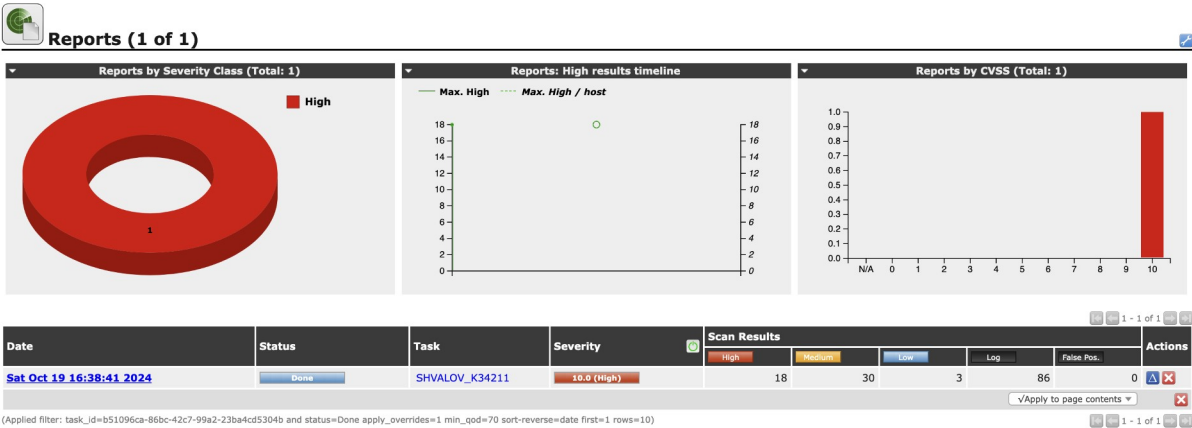 Reports (1 of 1)
Reports by Severity Class (Total: 1)
High
1
Reports: High results timeline
Max. High
Max. High / host
18
16
14
12
10
8
6
4
2
0
18
16
14
12
10
8
6
4
2
0
Reports by CVSS (Total: 1)
1.0
0.9
0.8
0.7
0.6
0.5
0.4
0.3
0.2
0.1
0.0
N/A 0 1 2 3 4 5 6 7 8 9 10
1 - 1 of 1
Date Status Task Severity Scan Results Actions
High Medium Low Log False Pos.
Sat Oct 19 16:38:41 2024 Done SHVALOV_K34211 10.0 (High) 18 30 3 86 0 Δ
√Apply to page contents ▼
(Applied filter: task_id=b51096ca-86bc-42c7-99a2-23ba4cd5304b and status=Done apply_overrides=1 min_qod=70 sort-reverse=date first=1 rows=10) 1 - 1 of 1